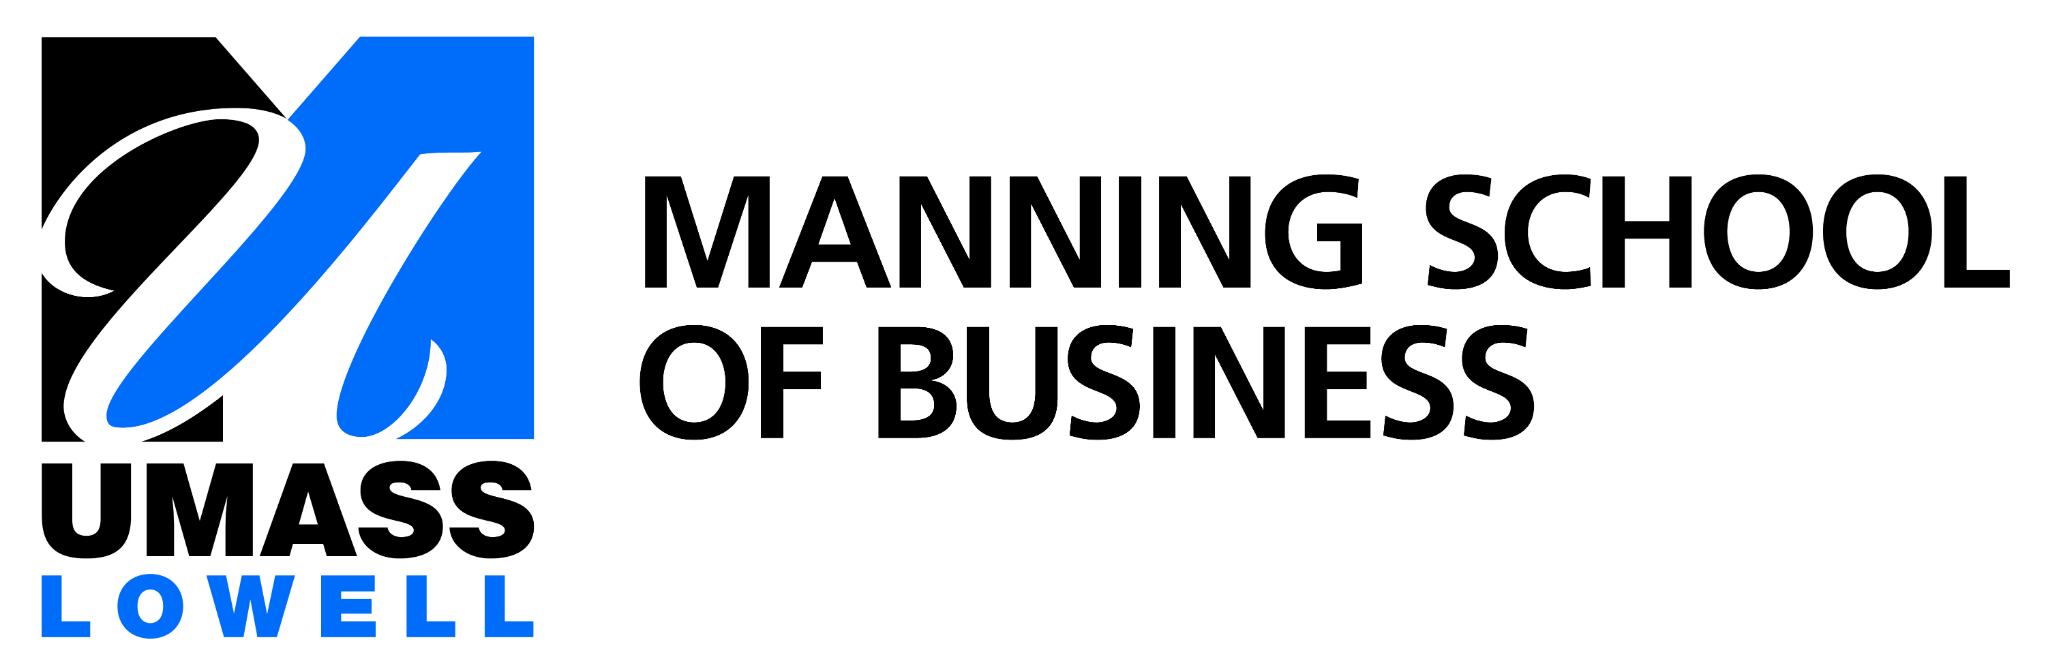 UMASS
LOWELL
MANNING SCHOOL
OF BUSINESS